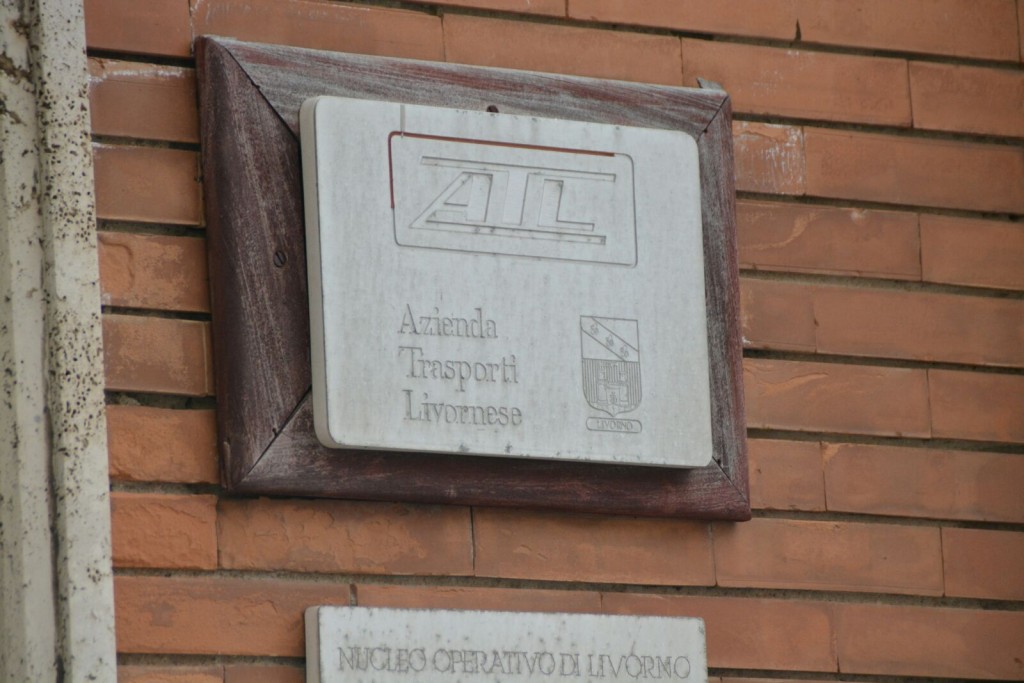 ATL
Azienda
Trasporti
Livornese
LIVORNO
NUCLEO OPERATIVO DI LIVORNO